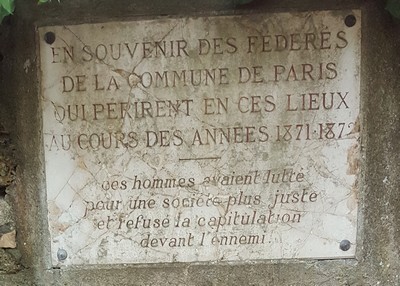 EN SOUVENIR DES FÉDÉRÉS
DE LA COMMUNE DE PARIS
QUI PÉRIRENT EN CES LIEUX
AU COURS DES ANNÉES 1871-1872
ces hommes avaient lutté
pour une société plus juste
et refusé la capitulation
devant l'ennemi.